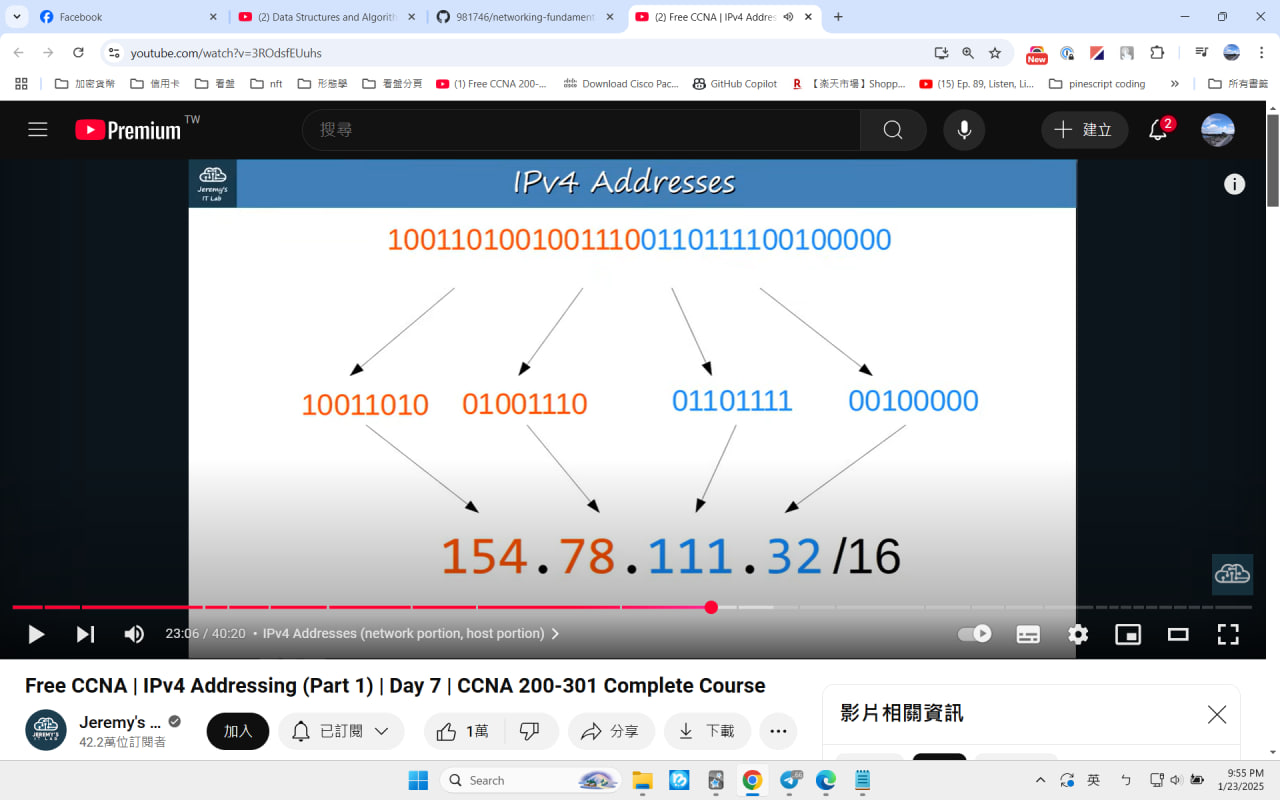 Facebook
(2) Data Structures and Algorith
981746/networking-fundament
(2) Free CCNA | IPv4 Addres
youtube.com/watch?v=3ROdsfEUuhs
New
加密貨幣
信用卡
看盤
nft
形態學
看盤分頁
(1) Free CCNA 200-...
Download Cisco Pac...
GitHub Copilot
【楽天市場】Shopp...
(15) Ep. 89, Listen, Li...
pinescript coding
所有書籤
Premium TW
搜尋
建立
2
Jeremy's IT Lab
IPv4 Addresses
10011010010011100110111100100000
10011010 01001110 01101111 00100000
154.78.111.32/16
23:06 / 40:20 • IPv4 Addresses (network portion, host portion)
Free CCNA | IPv4 Addressing (Part 1) | Day 7 | CCNA 200-301 Complete Course
影片相關資訊
JEREMY'S IT LAB
Jeremy's ...
42.2萬位訂閱者
加入
已訂閱
1萬
分享
下載
Search
66
英
ㄅ
9:55 PM
1/23/2025